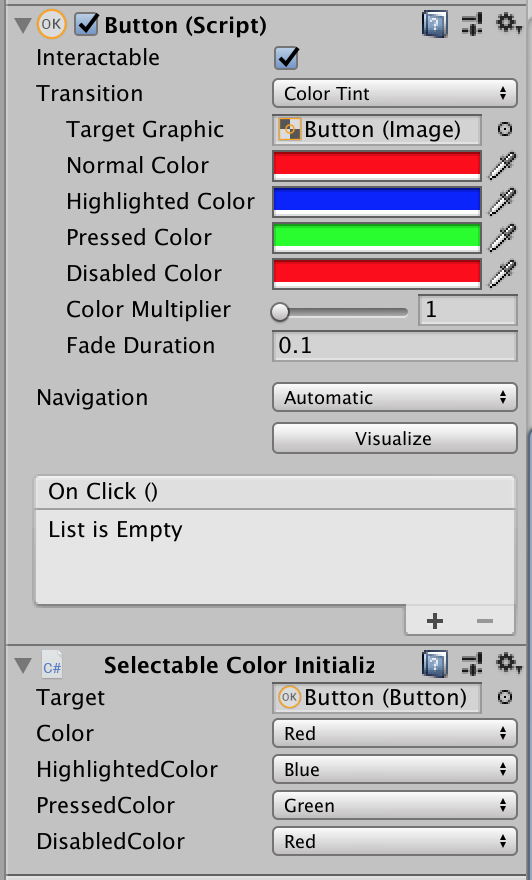 OK Button (Script)
Interactable
Transition Color Tint
Target Graphic Button (Image)
Normal Color
Highlighted Color
Pressed Color
Disabled Color
Color Multiplier 1
Fade Duration 0.1
Navigation Automatic
Visualize
On Click ()
List is Empty
+ −
C# Selectable Color Initializ
Target OK Button (Button)
Color Red
HighlightedColor Blue
PressedColor Green
DisabledColor Red